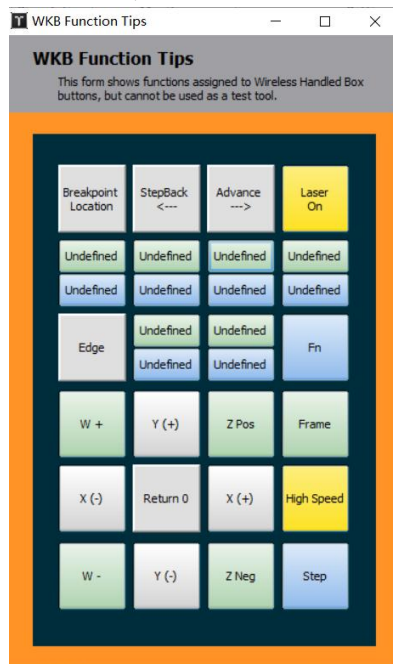 WKB Function Tips
WKB Function Tips
This form shows functions assigned to Wireless Handled Box
buttons, but cannot be used as a test tool.
Breakpoint Location
StepBack <---
Advance --->
Laser On
Undefined Undefined Undefined Undefined
Undefined Undefined Undefined Undefined
Edge
Undefined Undefined
Undefined Undefined
Fn
W + Y (+) Z Pos Frame
X (-) Return 0 X (+) High Speed
W - Y (-) Z Neg Step